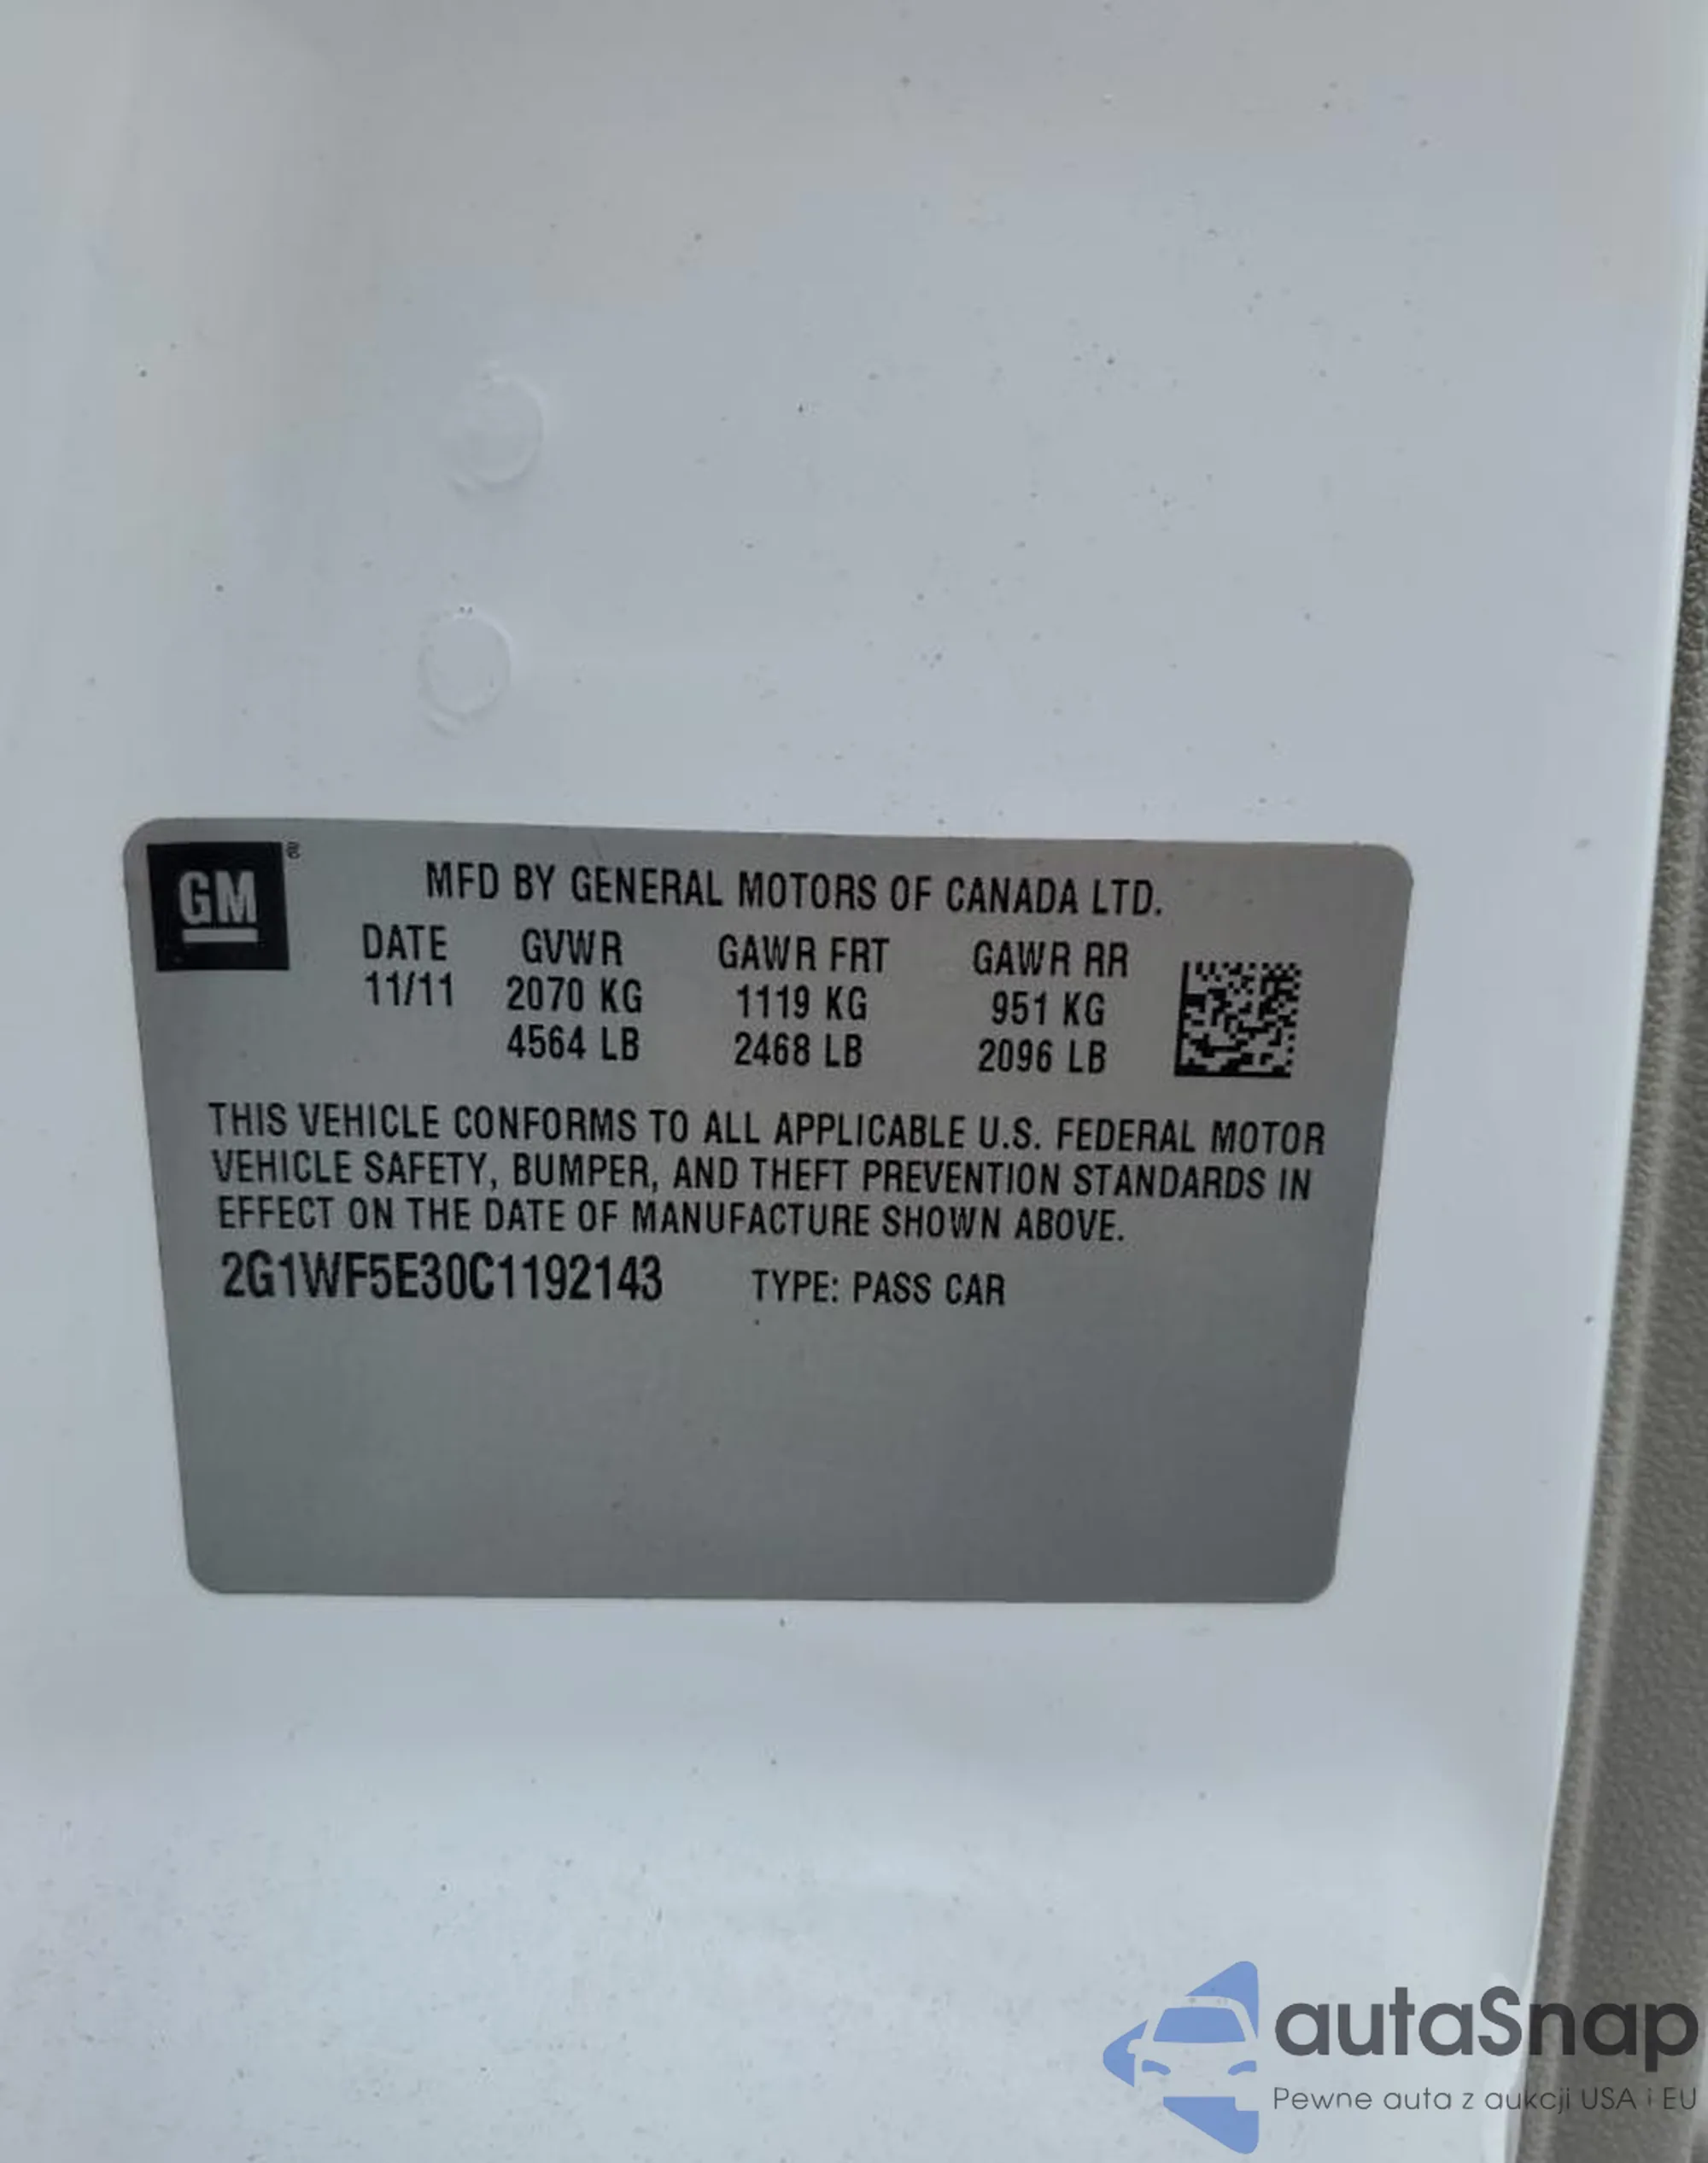 GM ®
MFD BY GENERAL MOTORS OF CANADA LTD.
DATE GVWR GAWR FRT GAWR RR
11/11 2070 KG 1119 KG 951 KG
4564 LB 2468 LB 2096 LB
THIS VEHICLE CONFORMS TO ALL APPLICABLE U.S. FEDERAL MOTOR
VEHICLE SAFETY, BUMPER, AND THEFT PREVENTION STANDARDS IN
EFFECT ON THE DATE OF MANUFACTURE SHOWN ABOVE.
2G1WF5E30C1192143 TYPE: PASS CAR
autaSnap
Pewne auta z aukcji USA i EU